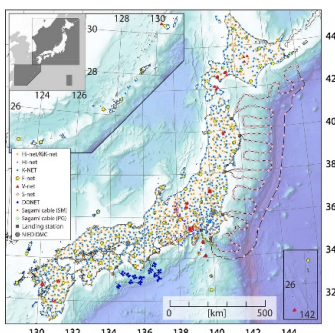 128 130
30
28
26
124 126
44
42
40
38
36
34
32
Hi-net/KiK-net
Hi-net
K-NET
F-net
V-net
S-net
DONET
Sagami cable (SM)
Sagami cable (PG)
Landing station
NIED/DMC
0 [km] 500
26
142
130 132 134 136 138 140 142 144